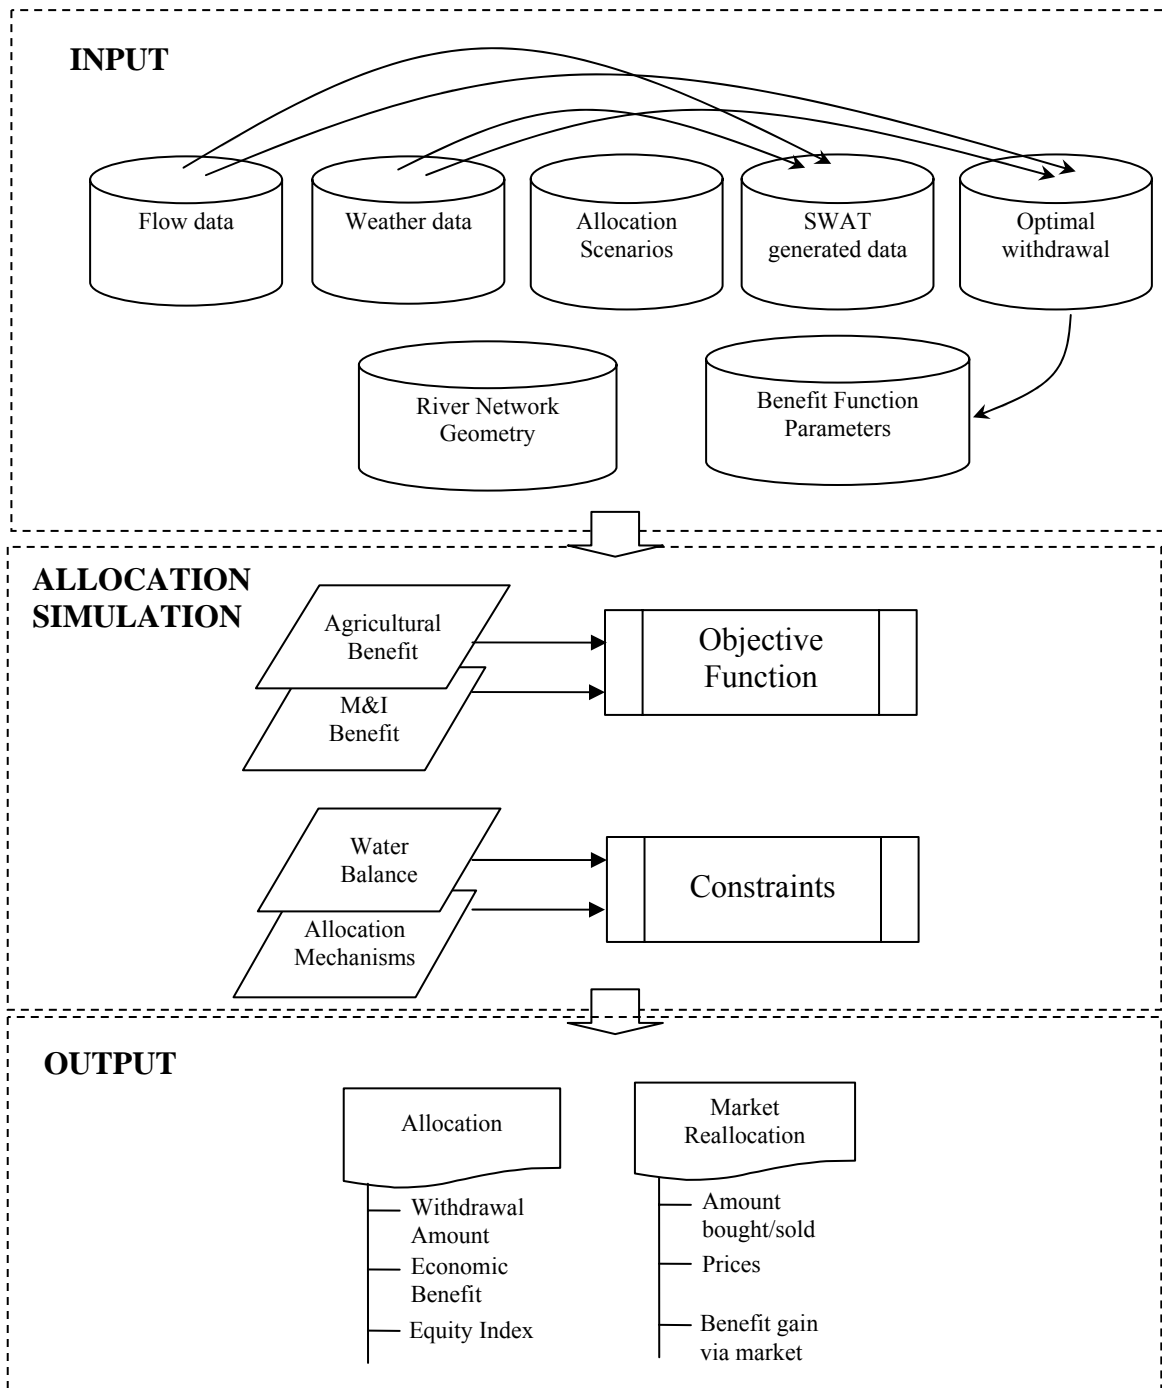 INPUT
Flow data
Weather data
Allocation
Scenarios
SWAT
generated data
Optimal
withdrawal
River Network
Geometry
Benefit Function
Parameters
ALLOCATION
SIMULATION
Agricultural
Benefit
M&I
Benefit
Objective
Function
Water
Balance
Allocation
Mechanisms
Constraints
OUTPUT
Allocation
Withdrawal
Amount
Economic
Benefit
Equity Index
Market
Reallocation
Amount
bought/sold
Prices
Benefit gain
via market